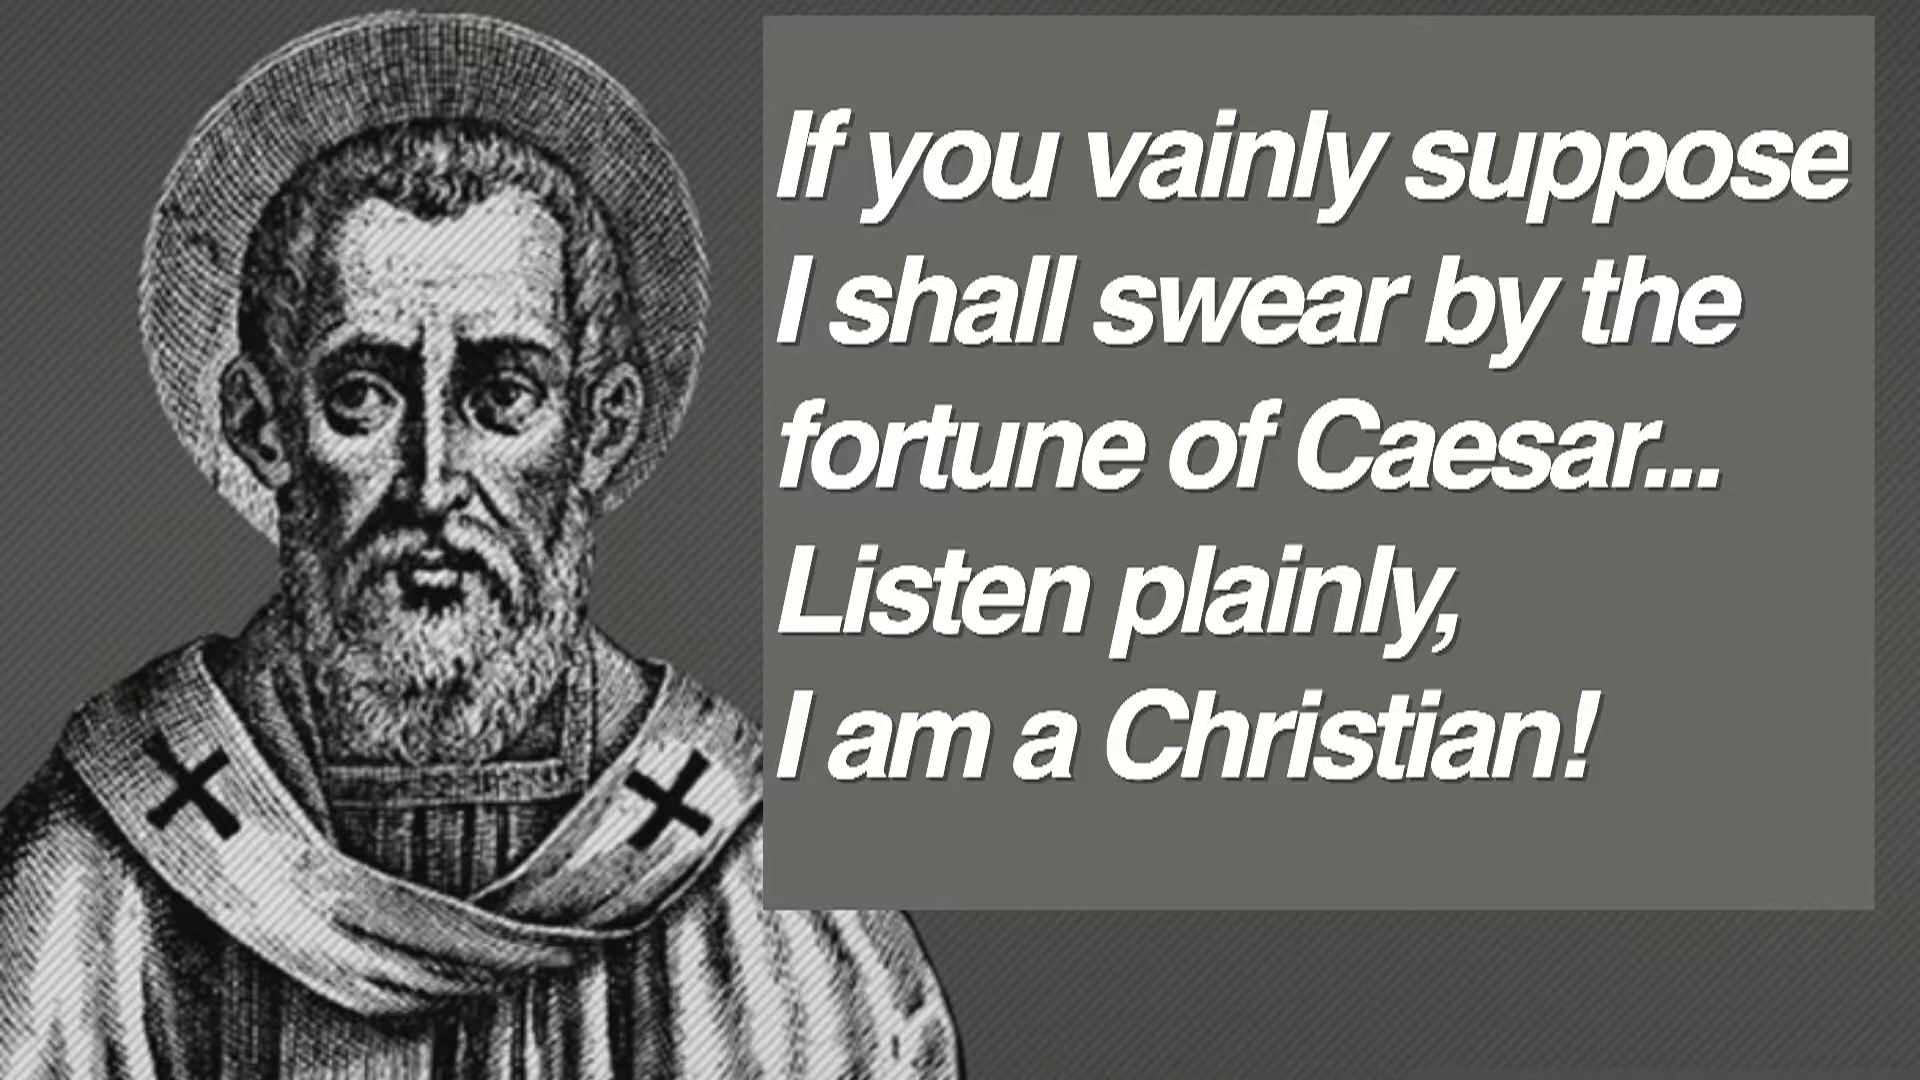 If you vainly suppose
I shall swear by the
fortune of Caesar...
Listen plainly,
I am a Christian!